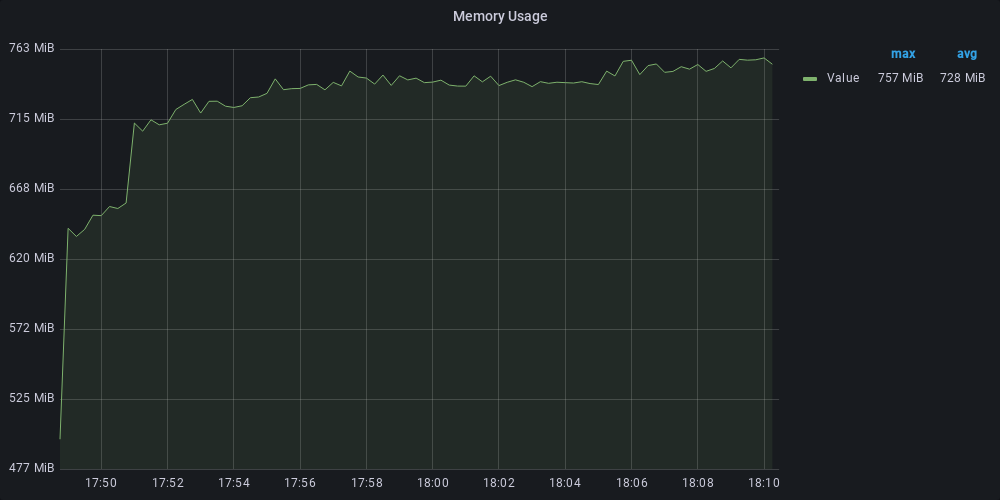 Memory Usage
763 MiB
715 MiB
668 MiB
620 MiB
572 MiB
525 MiB
477 MiB
17:50 17:52 17:54 17:56 17:58 18:00 18:02 18:04 18:06 18:08 18:10
max avg
Value 757 MiB 728 MiB